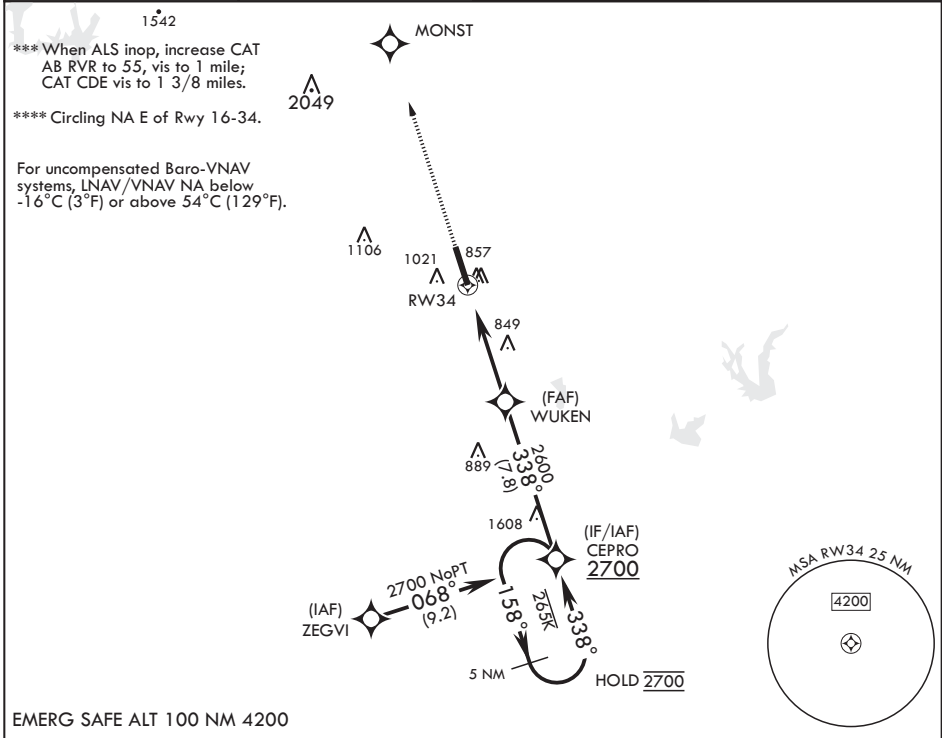 1542
*** When ALS inop, increase CAT
AB RVR to 55, vis to 1 mile;
CAT CDE vis to 1 3/8 miles.
**** Circling NA E of Rwy 16-34.
For uncompensated Baro-VNAV
systems, LNAV/VNAV NA below
-16°C (3°F) or above 54°C (129°F).
MONST
2049
1106
1021
857
RW34
849
(FAF)
WUKEN
889
2600
338°
(7.8)
1608
(IF/IAF)
CEPRO
2700
2700 NoPT
068°
(9.2)
(IAF)
ZEGVI
158°
265K
338°
5 NM
HOLD 2700
MSA RW34 25 NM
4200
EMERG SAFE ALT 100 NM 4200